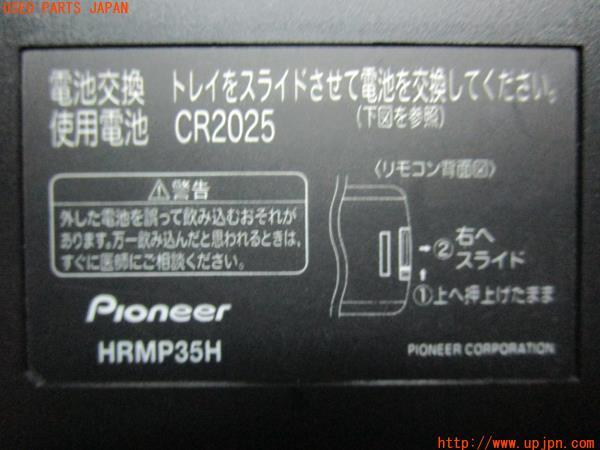 USED PARTS JAPAN
電池交換 トレイをスライドさせて電池を交換してください。
使用電池 CR2025 (下図を参照)
⚠警告
外した電池を誤って飲み込むおそれが
あります。万一飲み込んだと思われるときは、
すぐに医師にご相談ください。
〈リモコン背面図〉
②右へ
スライド
①上へ押上げたまま
Pioneer
HRMP35H
PIONEER CORPORATION
http://www.upjpn.com/